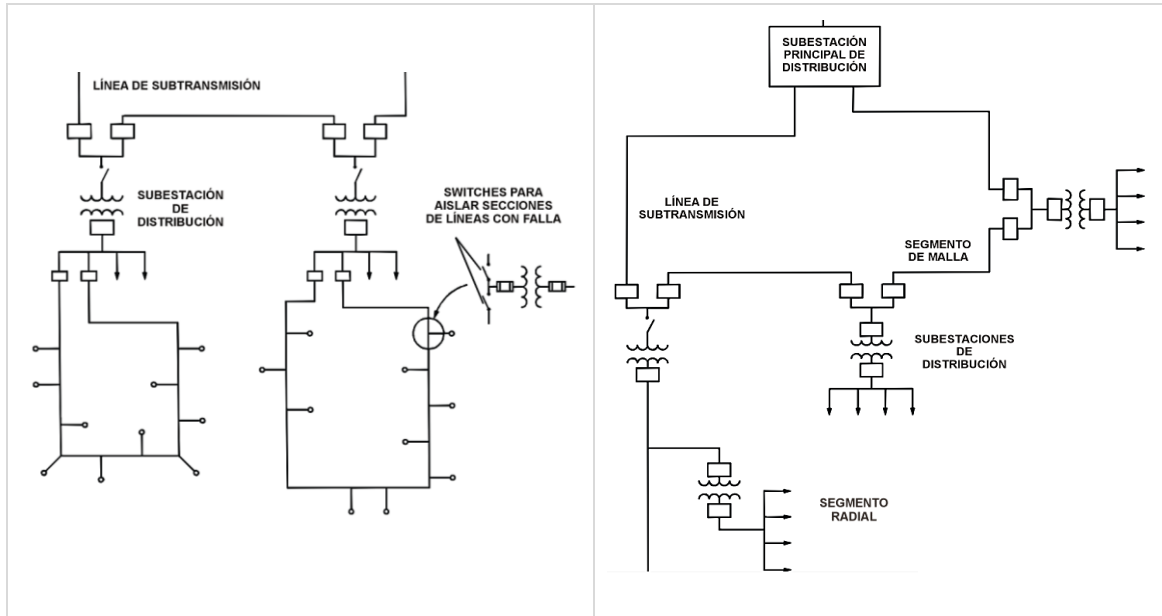 LÍNEA DE SUBTRANSMISIÓN
SUBESTACIÓN
DE
DISTRIBUCIÓN
SWITCHES PARA
AISLAR SECCIONES
DE LÍNEAS CON FALLA
SUBESTACIÓN
PRINCIPAL DE
DISTRIBUCIÓN
LÍNEA DE
SUBTRANSMISIÓN
SEGMENTO
DE MALLA
SUBESTACIONES
DE
DISTRIBUCIÓN
SEGMENTO
RADIAL